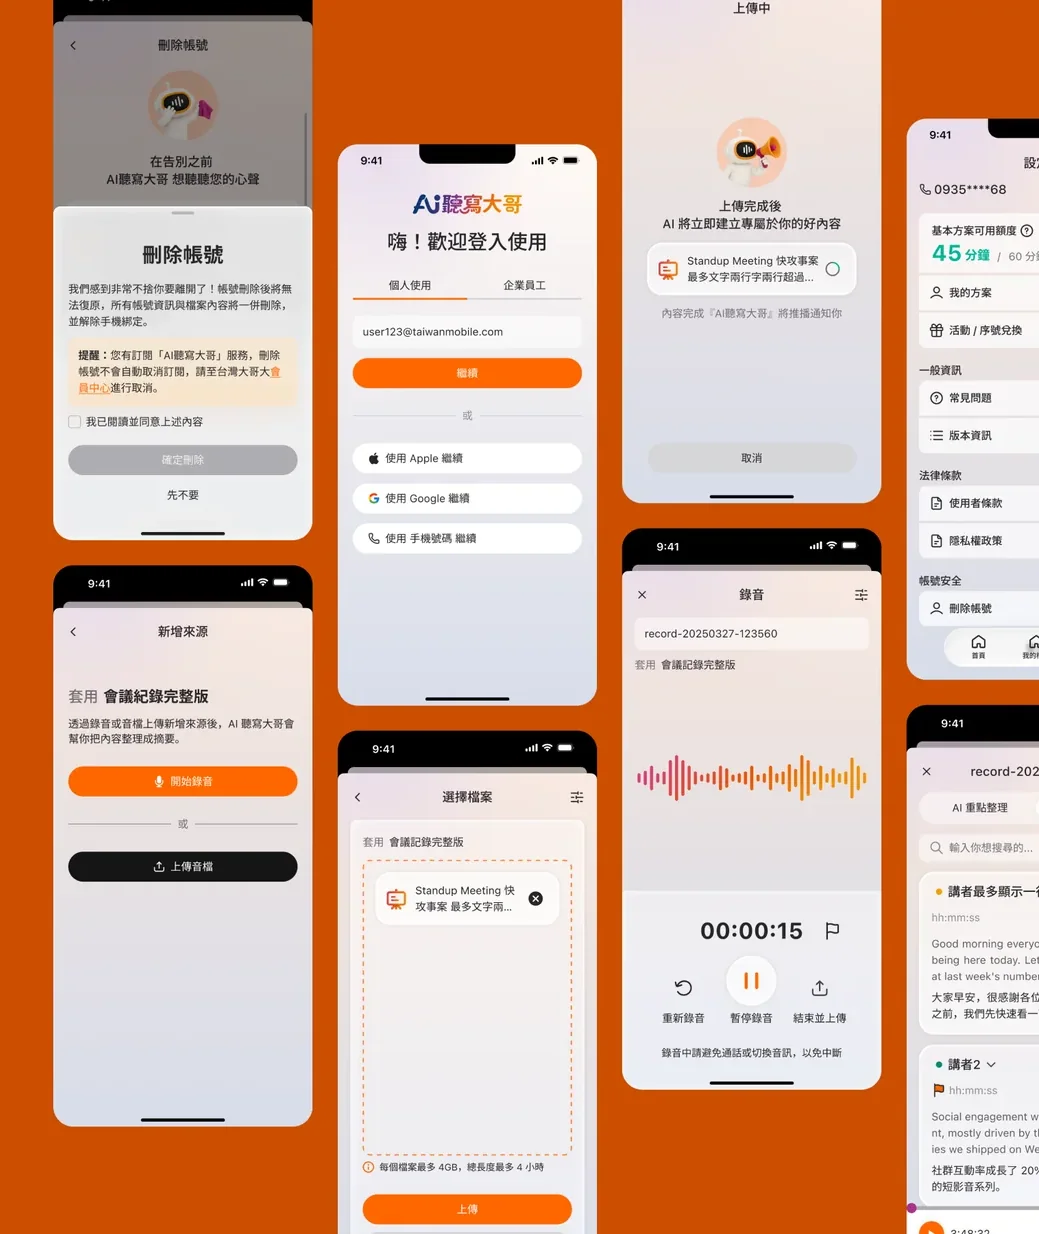 刪除帳號
在告別之前
AI聽寫大哥 想聽聽您的心聲
刪除帳號
我們感到非常不捨你要離開了！帳號刪除後將無
法復原，所有帳號資訊與檔案內容將一併刪除，
並解除手機綁定。
提醒：您有訂閱「AI聽寫大哥」服務，刪除
帳號不會自動取消訂閱，請至台灣大哥大會
員中心進行取消。
我已閱讀並同意上述內容
確定刪除
先不要
9:41
新增來源
套用 會議紀錄完整版
透過錄音或音檔上傳新增來源後，AI 聽寫大哥會
幫你把內容整理成摘要。
開始錄音
或
上傳音檔
9:41
Ai聽寫大哥
嗨！歡迎登入使用
個人使用
企業員工
user123@taiwanmobile.com
繼續
或
使用 Apple 繼續
使用 Google 繼續
使用 手機號碼 繼續
9:41
選擇檔案
套用 會議記錄完整版
Standup Meeting 快
攻事案 最多文字兩...
每個檔案最多 4GB，總長度最多 4 小時
上傳
上傳中
上傳完成後
AI 將立即建立專屬於你的好內容
Standup Meeting 快攻事案
最多文字兩行字兩行超過...
內容完成『AI聽寫大哥』將推播通知你
取消
9:41
錄音
record-20250327-123560
套用 會議記錄完整版
00:00:15
重新錄音
暫停錄音
結束並上傳
錄音中請避免通話或切換音訊，以免中斷
9:41
設
0935****68
基本方案可用額度
45 分鐘 / 60 分
我的方案
活動 / 序號兌換
一般資訊
常見問題
版本資訊
法律條款
使用者條款
隱私權政策
帳號安全
刪除帳號
首頁
我的
9:41
record-202
AI 重點整理
輸入你想搜尋的...
講者最多顯示一
hh:mm:ss
Good morning everyo
being here today. Let
at last week's number
大家早安，很感謝各位
之前，我們先快速看一
講者2
hh:mm:ss
Social engagement w
nt, mostly driven by th
ies we shipped on We
社群互動率成長了 20%
的短影音系列。
3:48:32